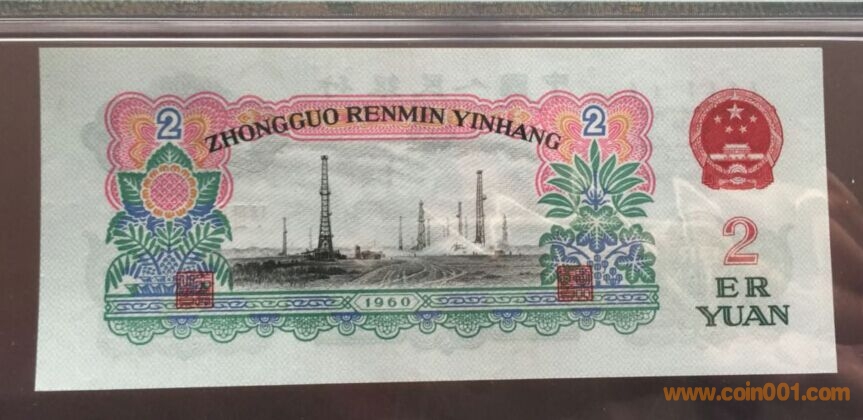 2
ZHONGGUO RENMIN YINHANG
2
2
ER
YUAN
1960
www.coin001.com